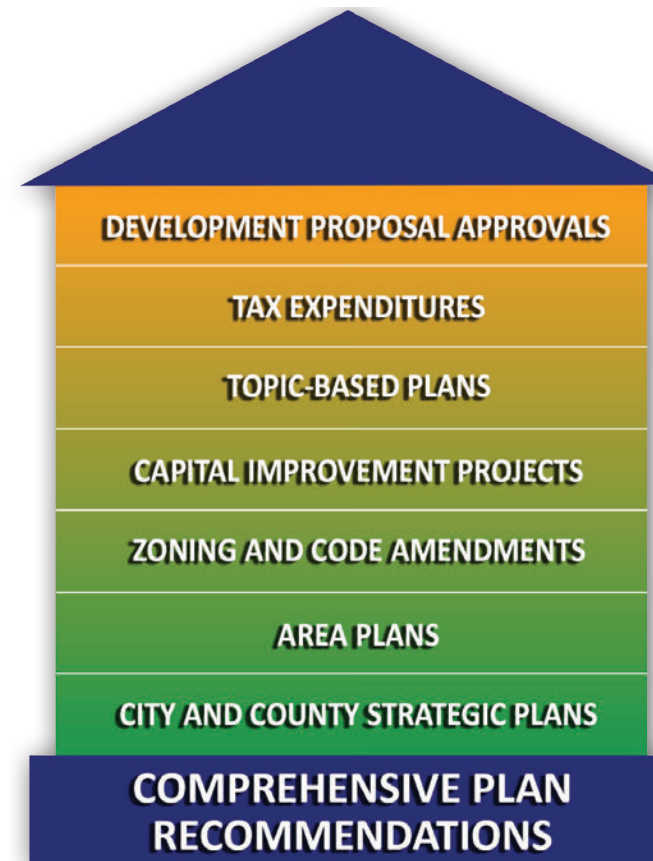 DEVELOPMENT PROPOSAL APPROVALS
TAX EXPENDITURES
TOPIC-BASED PLANS
CAPITAL IMPROVEMENT PROJECTS
ZONING AND CODE AMENDMENTS
AREA PLANS
CITY AND COUNTY STRATEGIC PLANS
COMPREHENSIVE PLAN
RECOMMENDATIONS